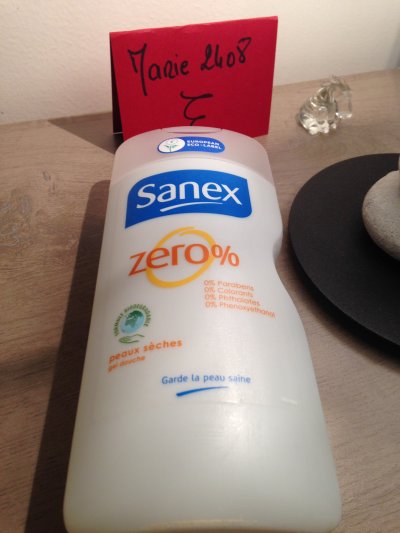 Marie 2408
EUROPEAN
ECO-LABEL
Sanex
zero%
0% Parabens
0% Colorants
0% Phthalates
0% Phenoxyethanol
peaux sèches
gel douche
Garde la peau saine